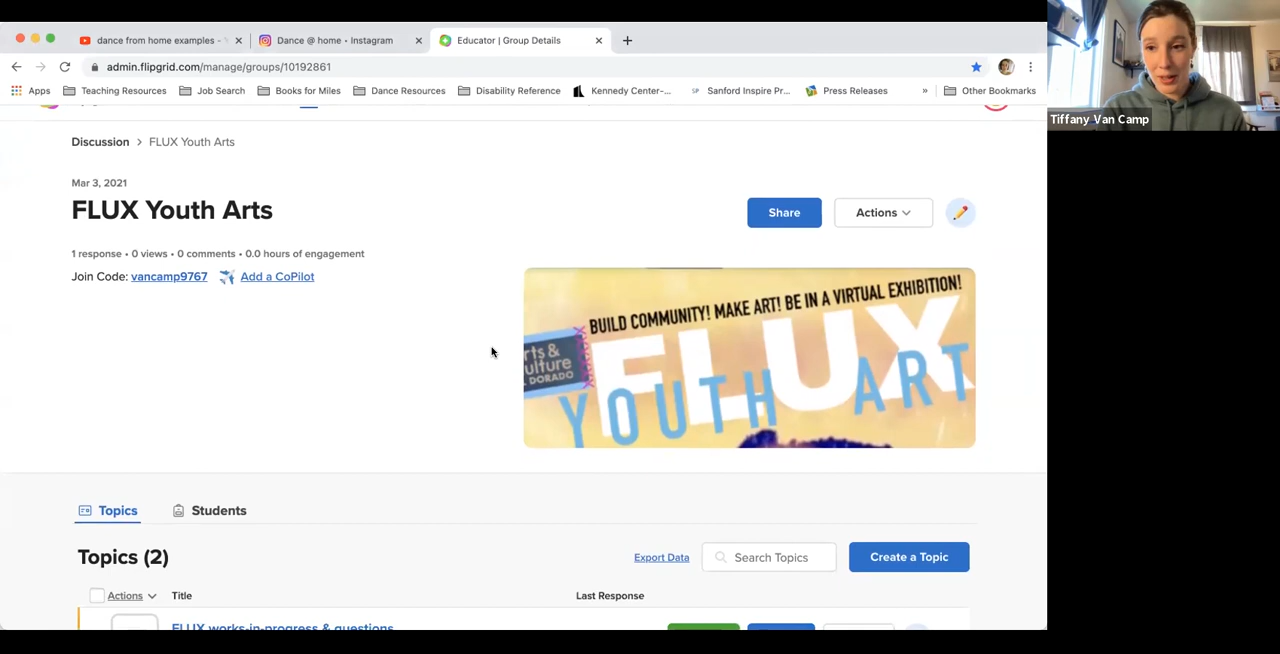 dance from home examples -
Dance @ home • Instagram
Educator | Group Details
admin.flipgrid.com/manage/groups/10192861
Apps
Teaching Resources
Job Search
Books for Miles
Dance Resources
Disability Reference
Kennedy Center-...
Sanford Inspire Pr...
Press Releases
»
Other Bookmarks
Tiffany Van Camp
Discussion > FLUX Youth Arts
Mar 3, 2021
FLUX Youth Arts
Share
Actions
1 response • 0 views • 0 comments • 0.0 hours of engagement
Join Code: vancamp9767
Add a CoPilot
BUILD COMMUNITY! MAKE ART! BE IN A VIRTUAL EXHIBITION!
rts &
ulture
DORADO
FLUX
YOUTH ART
Topics
Students
Topics (2)
Export Data
Search Topics
Create a Topic
Actions
Title
Last Response
FLUX works-in-progress & questions